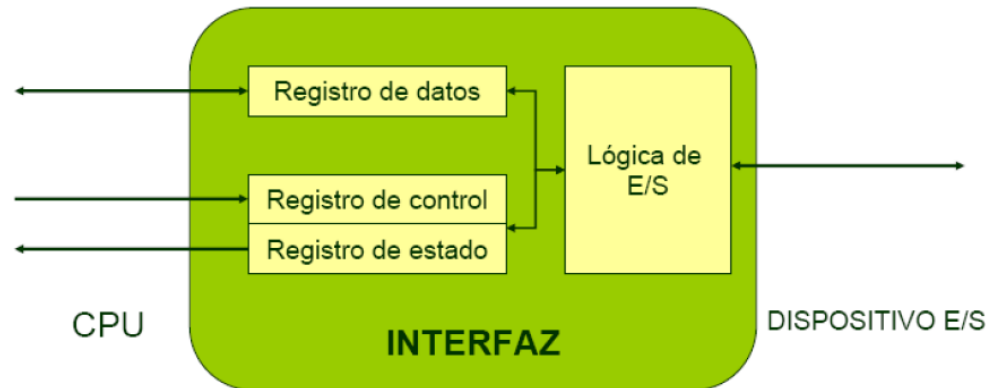 Registro de datos
Lógica de
E/S
Registro de control
Registro de estado
CPU
INTERFAZ
DISPOSITIVO E/S